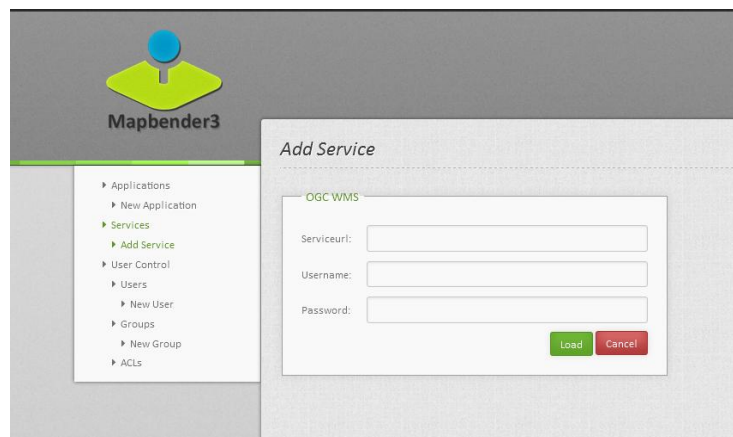 Mapbender3
Add Service
Applications
New Application
Services
Add Service
User Control
Users
New User
Groups
New Group
ACLs
OGC WMS
Serviceurl:
Username:
Password:
Load Cancel